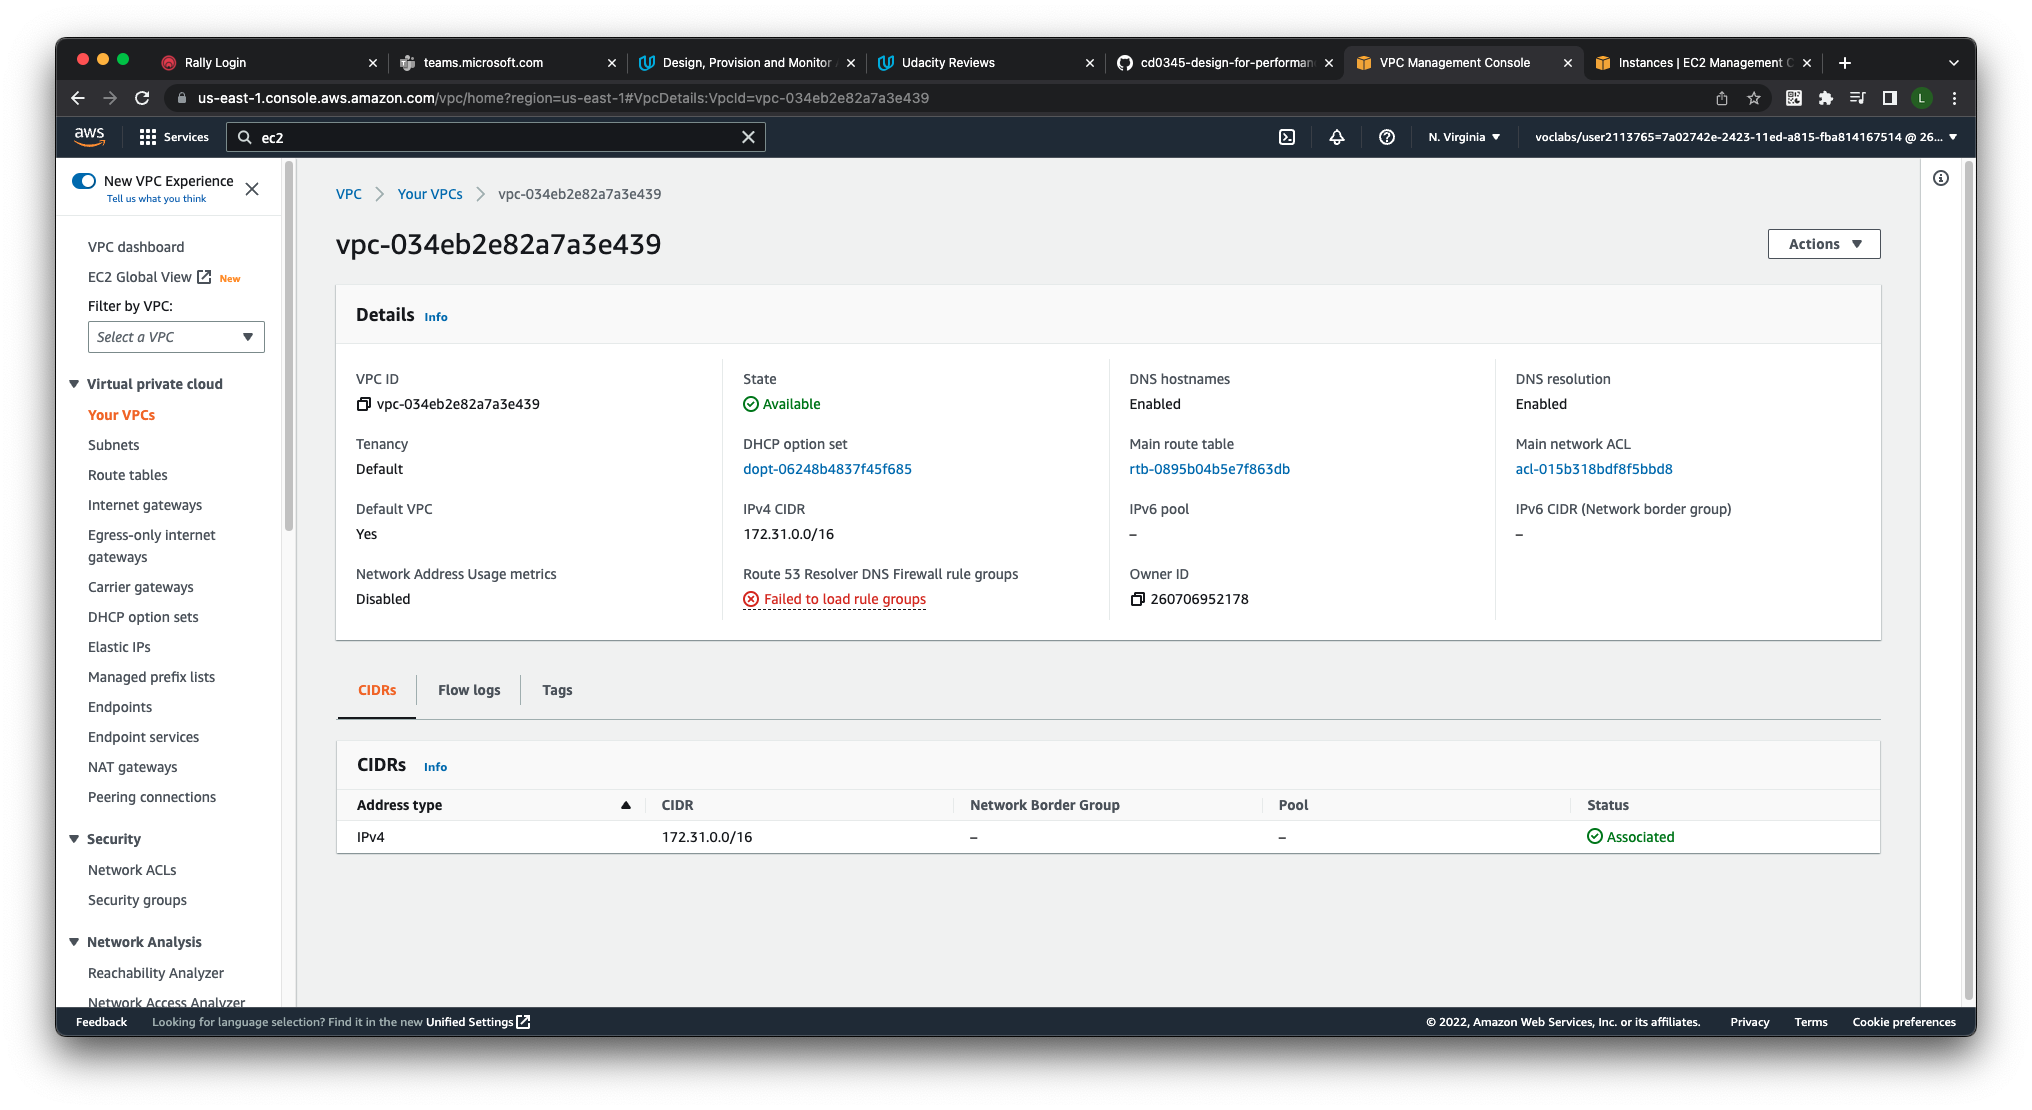 Rally Login
teams.microsoft.com
Design, Provision and Monitor
Udacity Reviews
cd0345-design-for-performan
VPC Management Console
Instances | EC2 Management C
us-east-1.console.aws.amazon.com/vpc/home?region=us-east-1#VpcDetails:VpcId=vpc-034eb2e82a7a3e439
L
aws
Services
ec2
N. Virginia
voclabs/user2113765=7a02742e-2423-11ed-a815-fba814167514 @ 26...
New VPC Experience
Tell us what you think
VPC dashboard
EC2 Global View New
Filter by VPC:
Select a VPC
Virtual private cloud
Your VPCs
Subnets
Route tables
Internet gateways
Egress-only internet
gateways
Carrier gateways
DHCP option sets
Elastic IPs
Managed prefix lists
Endpoints
Endpoint services
NAT gateways
Peering connections
Security
Network ACLs
Security groups
Network Analysis
Reachability Analyzer
Network Access Analyzer
VPC
Your VPCs
vpc-034eb2e82a7a3e439
vpc-034eb2e82a7a3e439
Actions
Details Info
VPC ID
vpc-034eb2e82a7a3e439
State
Available
DNS hostnames
Enabled
DNS resolution
Enabled
Tenancy
Default
DHCP option set
dopt-06248b4837f45f685
Main route table
rtb-0895b04b5e7f863db
Main network ACL
acl-015b318bdf8f5bbd8
Default VPC
Yes
IPv4 CIDR
172.31.0.0/16
IPv6 pool
–
IPv6 CIDR (Network border group)
–
Network Address Usage metrics
Disabled
Route 53 Resolver DNS Firewall rule groups
Failed to load rule groups
Owner ID
260706952178
CIDRs
Flow logs
Tags
CIDRs Info
Address type CIDR Network Border Group Pool Status
IPv4 172.31.0.0/16 – – Associated
Feedback
Looking for language selection? Find it in the new Unified Settings
© 2022, Amazon Web Services, Inc. or its affiliates.
Privacy
Terms
Cookie preferences